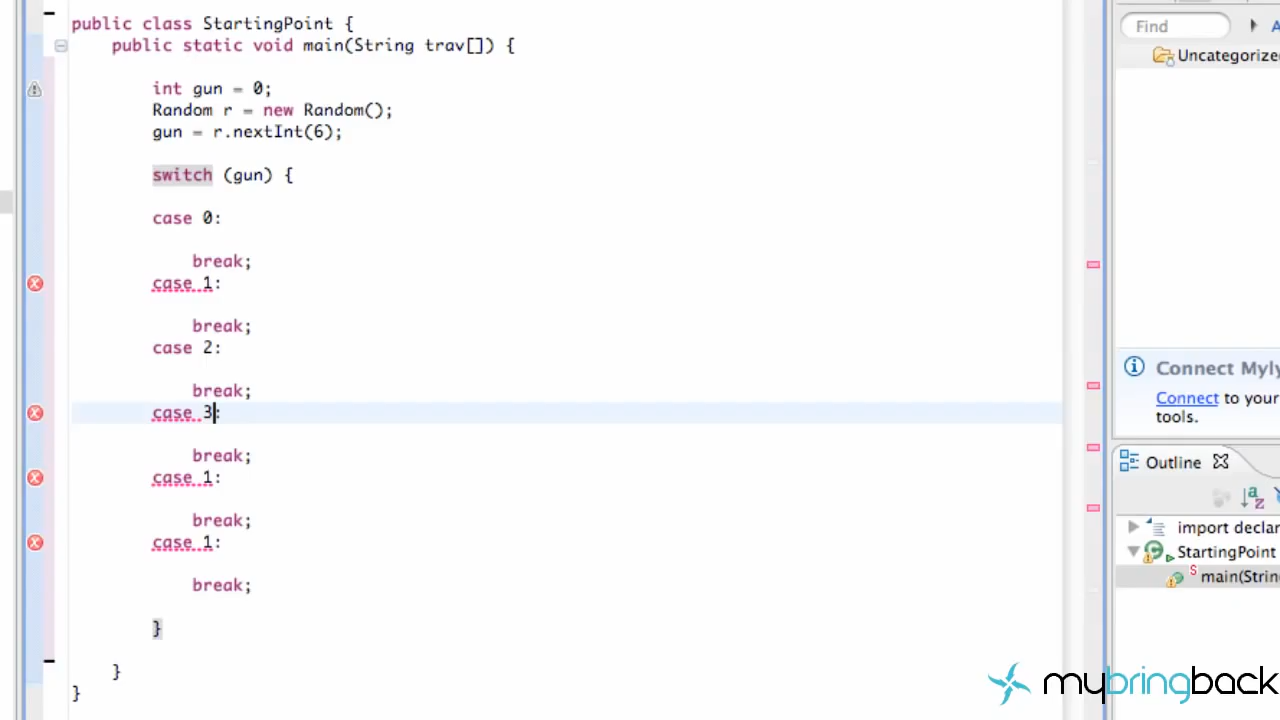 public class StartingPoint {
public static void main(String trav[]) {
int gun = 0;
Random r = new Random();
gun = r.nextInt(6);
switch (gun) {
case 0:
break;
case 1:
break;
case 2:
break;
case 3:
break;
case 1:
break;
case 1:
break;
}
}
}
Find
Uncategorize
Connect Myly
Connect to your
tools.
Outline
import declar
StartingPoint
main(Strin
mybringback